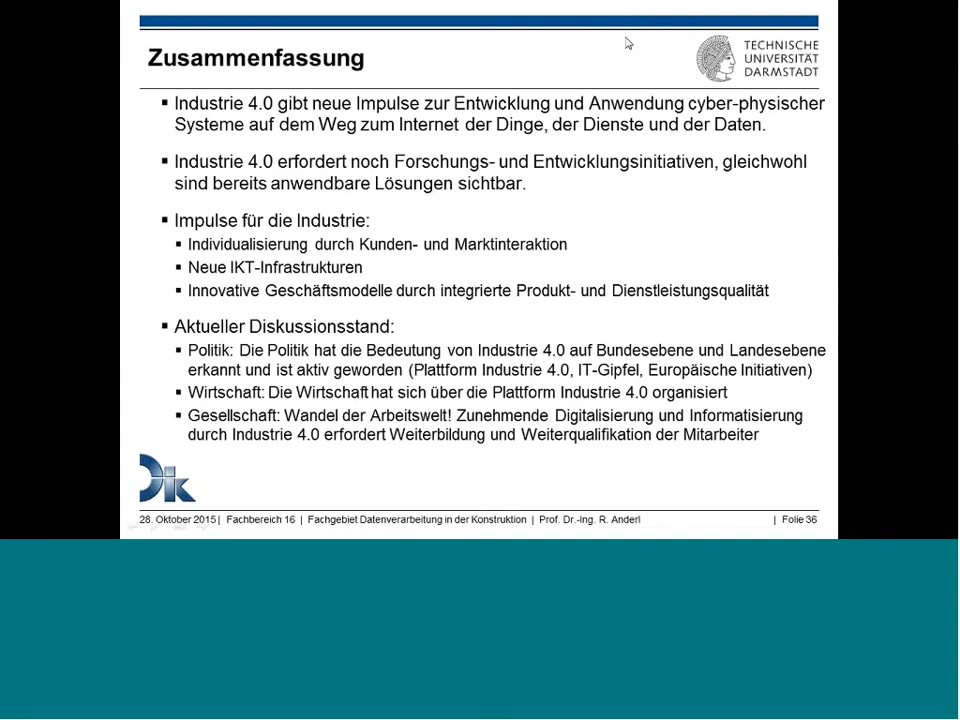 Zusammenfassung
TECHNISCHE
UNIVERSITÄT
DARMSTADT
▪ Industrie 4.0 gibt neue Impulse zur Entwicklung und Anwendung cyber-physischer
Systeme auf dem Weg zum Internet der Dinge, der Dienste und der Daten.
▪ Industrie 4.0 erfordert noch Forschungs- und Entwicklungsinitiativen, gleichwohl
sind bereits anwendbare Lösungen sichtbar.
▪ Impulse für die Industrie:
▪ Individualisierung durch Kunden- und Marktinteraktion
▪ Neue IKT-Infrastrukturen
▪ Innovative Geschäftsmodelle durch integrierte Produkt- und Dienstleistungsqualität
▪ Aktueller Diskussionsstand:
▪ Politik: Die Politik hat die Bedeutung von Industrie 4.0 auf Bundesebene und Landesebene
erkannt und ist aktiv geworden (Plattform Industrie 4.0, IT-Gipfel, Europäische Initiativen)
▪ Wirtschaft: Die Wirtschaft hat sich über die Plattform Industrie 4.0 organisiert
▪ Gesellschaft: Wandel der Arbeitswelt! Zunehmende Digitalisierung und Informatisierung
durch Industrie 4.0 erfordert Weiterbildung und Weiterqualifikation der Mitarbeiter
Dik
28. Oktober 2015 | Fachbereich 16 | Fachgebiet Datenverarbeitung in der Konstruktion | Prof. Dr.-Ing. R. Anderl | Folie 36